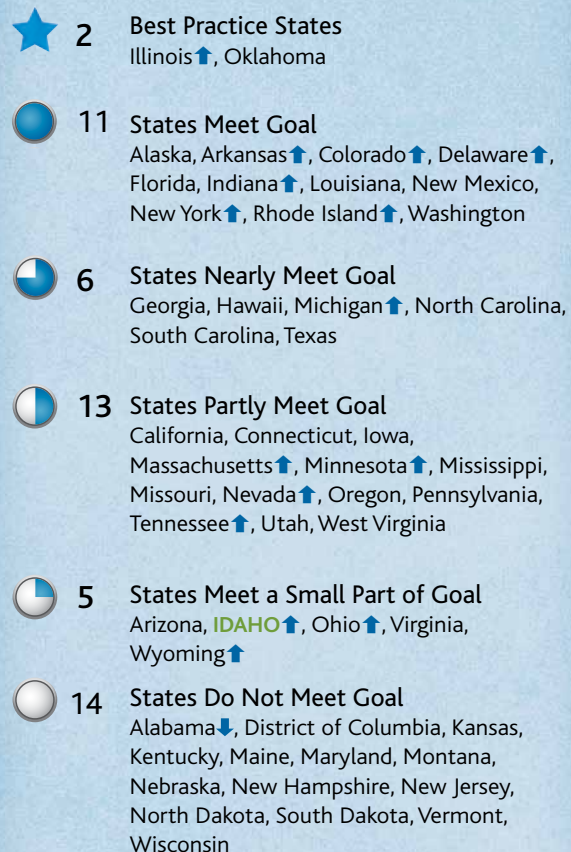 2 Best Practice States
Illinois⬆, Oklahoma
11 States Meet Goal
Alaska, Arkansas⬆, Colorado⬆, Delaware⬆,
Florida, Indiana⬆, Louisiana, New Mexico,
New York⬆, Rhode Island⬆, Washington
6 States Nearly Meet Goal
Georgia, Hawaii, Michigan⬆, North Carolina,
South Carolina, Texas
13 States Partly Meet Goal
California, Connecticut, Iowa,
Massachusetts⬆, Minnesota⬆, Mississippi,
Missouri, Nevada⬆, Oregon, Pennsylvania,
Tennessee⬆, Utah, West Virginia
5 States Meet a Small Part of Goal
Arizona, IDAHO⬆, Ohio⬆, Virginia,
Wyoming⬆
14 States Do Not Meet Goal
Alabama⬇, District of Columbia, Kansas,
Kentucky, Maine, Maryland, Montana,
Nebraska, New Hampshire, New Jersey,
North Dakota, South Dakota, Vermont,
Wisconsin